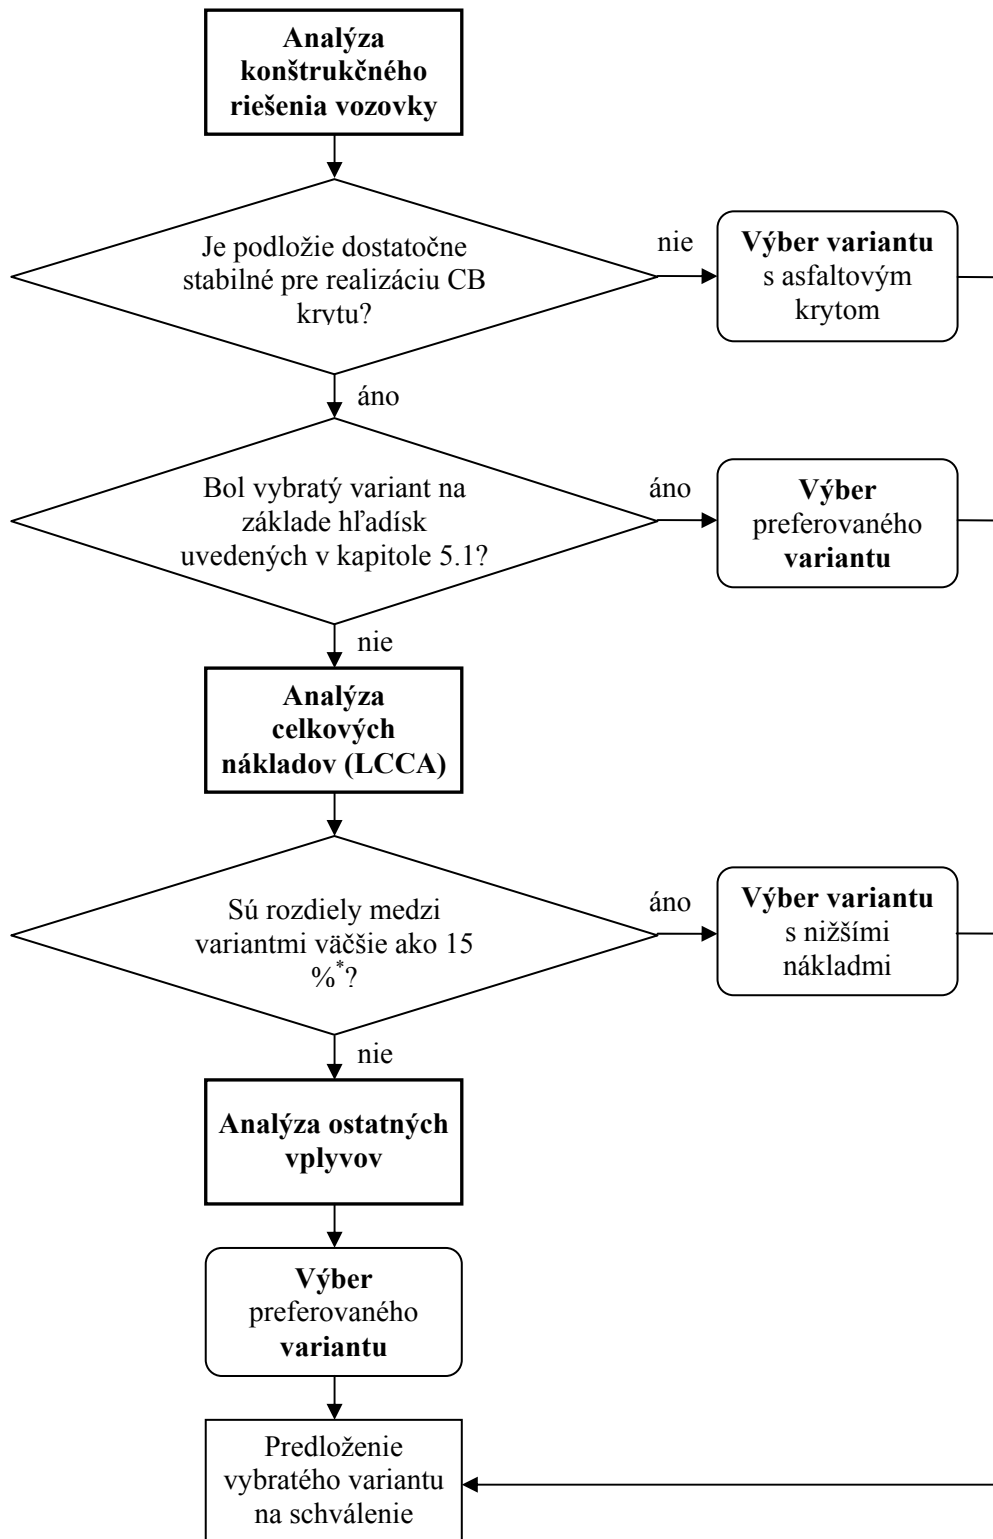 Analýza
konštrukčného
riešenia vozovky
Je podložie dostatočne
stabilné pre realizáciu CB
krytu?
nie
Výber variantu
s asfaltovým
krytom
áno
Bol vybratý variant na
základe hľadísk
uvedených v kapitole 5.1?
áno
Výber
preferovaného
variantu
nie
Analýza
celkových
nákladov (LCCA)
Sú rozdiely medzi
variantmi väčšie ako 15
%*?
áno
Výber variantu
s nižšími
nákladmi
nie
Analýza ostatných
vplyvov
Výber
preferovaného
variantu
Predloženie
vybratého variantu
na schválenie